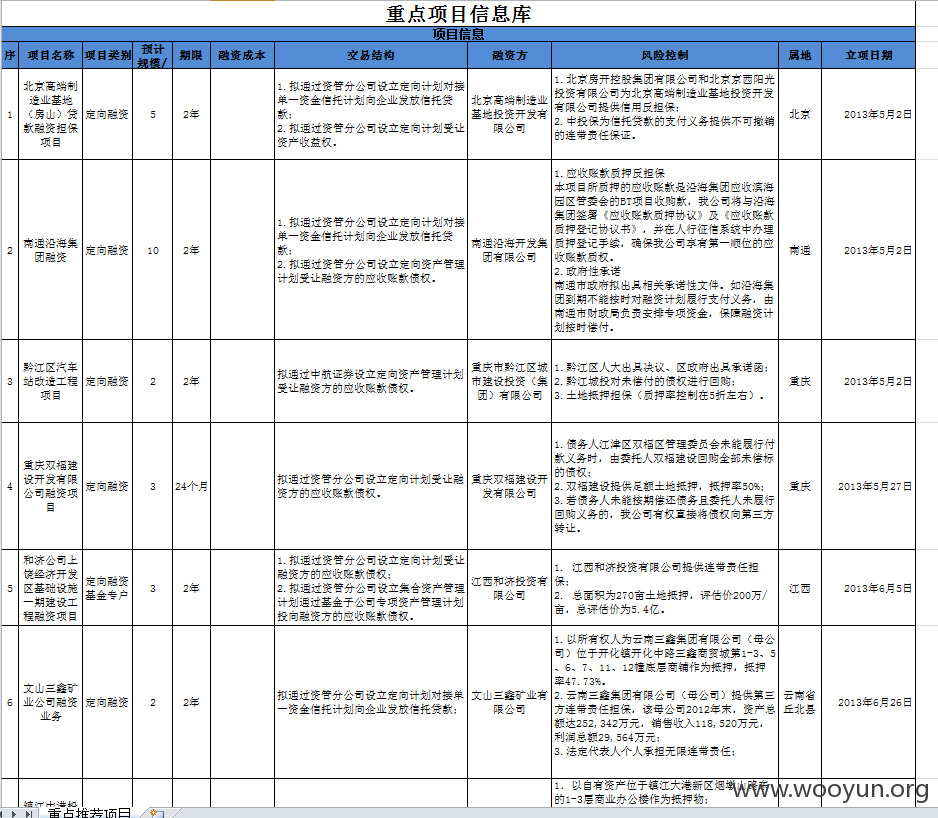 重点项目信息库
项目信息
序 项目名称 项目类别 预计规模/ 期限 融资成本 交易结构 融资方 风险控制 属地 立项日期
1
北京高端制
造业基地
（房山）贷
款融资担保
项目
定向融资
5
2年
1.拟通过资管分公司设立定向计划对接
单一资金信托计划向企业发放信托贷
款；
2.拟通过资管分公司设立定向计划受让
资产收益权。
北京高端制造业
基地投资开发有
限公司
1.北京房开控股集团有限公司和北京京西阳光
投资有限公司为北京高端制造业基地投资开发
有限公司提供信用反担保；
2.中投保为信托贷款的支付义务提供不可撤销
的连带责任保证。
北京
2013年5月2日
2
南通沿海集
团融资
定向融资
10
2年
1.拟通过资管分公司设立定向计划对接
单一资金信托计划向企业发放信托贷
款；
2.拟通过资管分公司设立定向资产管理
计划受让融资方的应收账款债权。
南通沿海开发集
团有限公司
1.应收账款质押反担保
本项目所质押的应收账款是沿海集团应收滨海
园区管委会的BT项目收购款，我公司将与沿海
集团签署《应收账款质押协议》及《应收账款
质押登记协议书》，并在人行征信系统中办理
质押登记手续，确保我公司享有第一顺位的应
收账款质权。
2.政府性承诺
南通市政府拟出具相关承诺性文件。如沿海集
团到期不能按时对融资计划履行支付义务，由
南通市财政局负责安排专项资金，保障融资计
划按时偿付。
南通
2013年5月2日
3
黔江区汽车
站改造工程
项目
定向融资
2
2年
拟通过中航证券设立定向资产管理计划
受让融资方的应收账款债权。
重庆市黔江区城
市建设投资（集
团）有限公司
1.黔江区人大出具决议、区政府出具承诺函；
2.黔江城投对未偿付的债权进行回购；
3.土地抵押担保（质押率控制在5折左右）。
重庆
2013年5月2日
4
重庆双福建
设开发有限
公司融资项
目
定向融资
3
24个月
拟通过资管分公司设立定向计划受让融
资方的应收账款债权。
重庆双福建设开
发有限公司
1.债务人江津区双福区管理委员会未能履行付
款义务时，由委托人双福建设回购全部未偿标
的债权；
2.双福建设提供足额土地抵押，抵押率50%；
3.若债务人未能按期偿还债务且委托人未履行
回购义务的，我公司有权直接将债权向第三方
转让。
重庆
2013年5月27日
5
和济公司上
饶经济开发
区基础设施
一期建设工
程融资项目
定向融资
基金专户
3
2年
1.拟通过资管分公司设立定向计划受让
融资方的应收账款债权；
2.拟通过资管分公司设立集合资产管理
计划通过基金子公司专项资产管理计划
投向融资方的应收账款债权。
江西和济投资有
限公司
1. 江西和济投资有限公司提供连带责任担
保；
2. 总面积为270亩土地抵押，评估价200万/
亩，总评估价为5.4亿。
江西
2013年6月5日
6
文山三鑫矿
业公司融资
业务
定向融资
2
2年
拟通过资管分公司设立定向计划对接单
一资金信托计划向企业发放信托贷款；
文山三鑫矿业有
限公司
1.以所有权人为云南三鑫集团有限公司（母公
司）位于开化镇开化中路三鑫商贸城第1-3、5
、6、7、11、12幢底层商铺作为抵押，抵押
率47.73%。
2.云南三鑫集团有限公司（母公司）提供第三
方连带责任担保，该母公司2012年末，资产总
额达252,342万元，销售收入118,520万元，
利润总额29,564万元；
3.法定代表人个人承担无限连带责任；
云南省
丘北县
2013年6月26日
镇江中港投
1. 以自有资产位于镇江大港新区烟墩山路
的1-3层商业办公楼作为抵押物；
www.wooyun.org
重点推荐项目